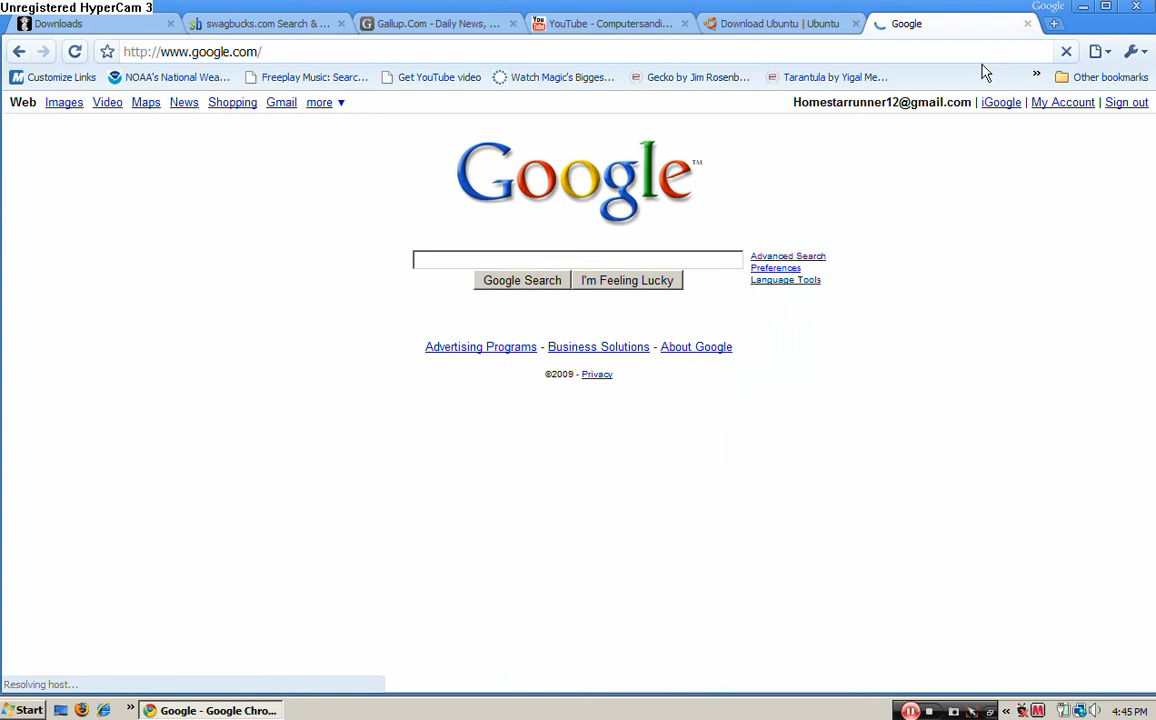 Unregistered HyperCam 3
Google
Downloads
swagbucks.com Search & ...
Gallup.Com - Daily News, ...
YouTube - Computersandi...
Download Ubuntu | Ubuntu
Google
http://www.google.com/
Customize Links
NOAA's National Wea...
Freeplay Music: Searc...
Get YouTube video
Watch Magic's Bigges...
Gecko by Jim Rosenb...
Tarantula by Yigal Me...
»
Other bookmarks
Web Images Video Maps News Shopping Gmail more ▼
Homestarrunner12@gmail.com | iGoogle | My Account | Sign out
Google™
Advanced Search
Preferences
Language Tools
Google Search
I'm Feeling Lucky
Advertising Programs - Business Solutions - About Google
©2009 - Privacy
Resolving host...
Start
»
Google - Google Chro...
«
4:45 PM